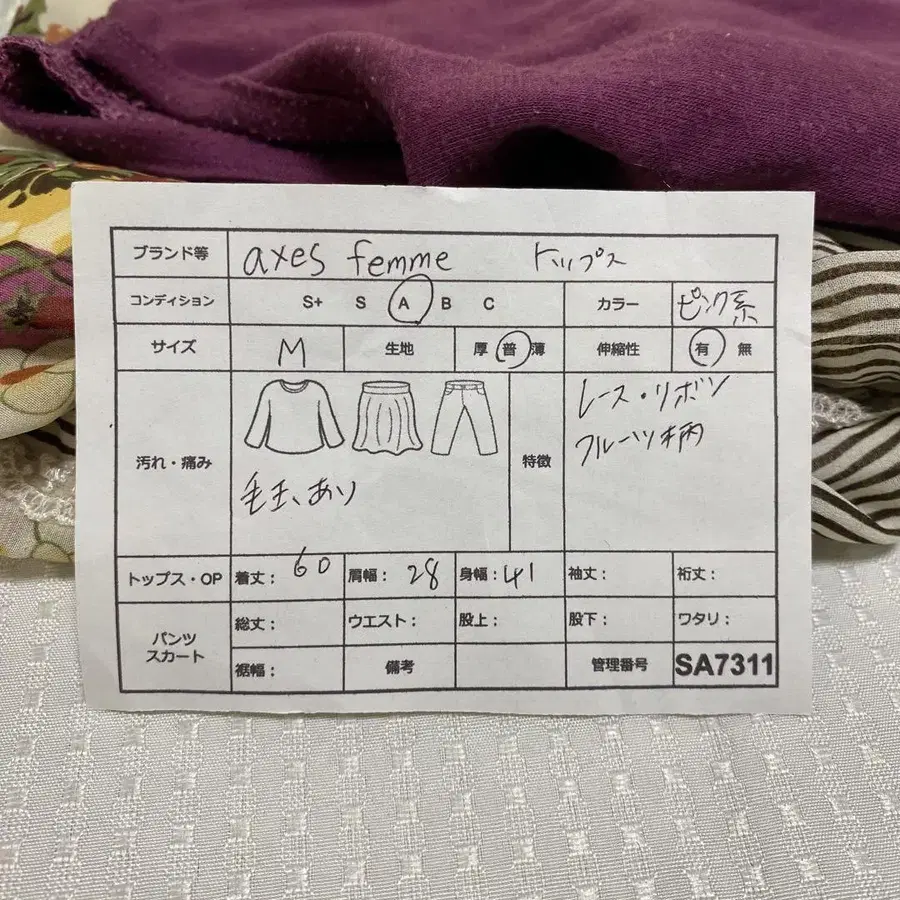 ブランド等 axes femme トップス
コンディション S+ S A B C カラー ピンク系
サイズ M 生地 厚 普 薄 伸縮性 有 無
汚れ・痛み 毛玉、あり 特徴 レース・リボン
フルーツ柄
トップス・OP 着丈: 60 肩幅: 28 身幅: 41 袖丈: 裄丈:
パンツ
スカート
総丈: ウエスト: 股上: 股下: ワタリ:
裾幅: 備考 管理番号 SA7311